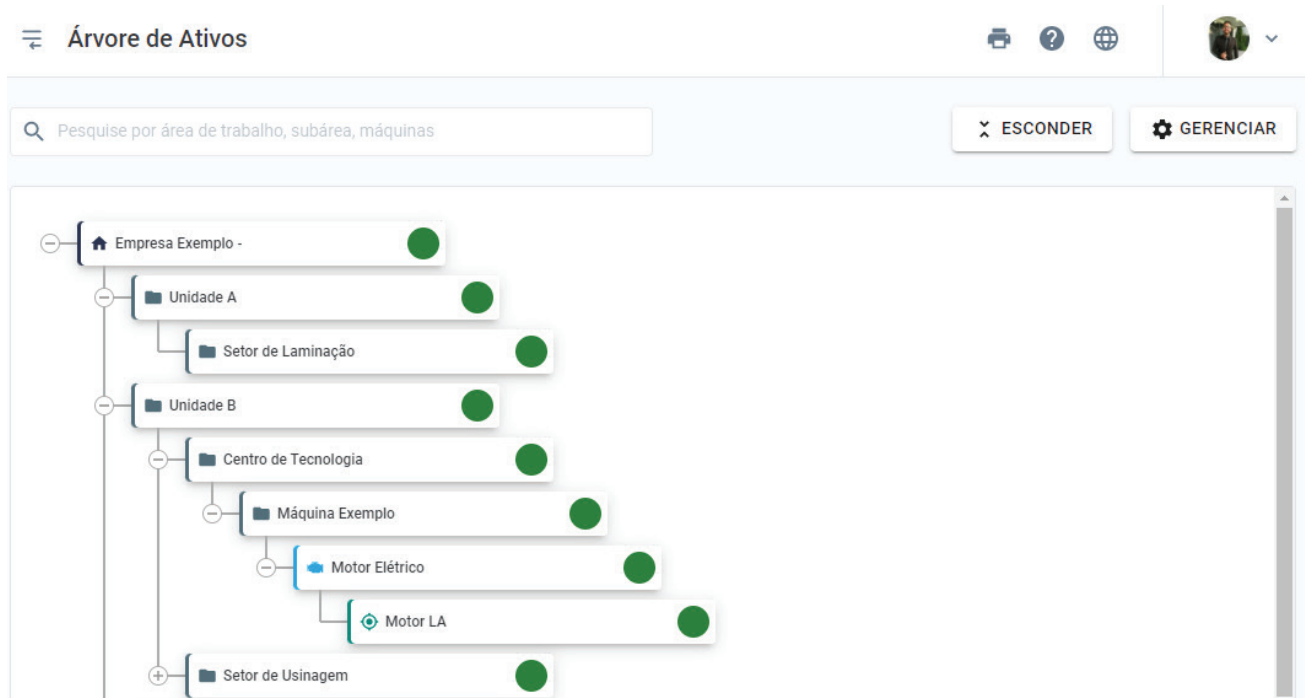 Árvore de Ativos
Pesquise por área de trabalho, subárea, máquinas
ESCONDER
GERENCIAR
Empresa Exemplo -
Unidade A
Setor de Laminação
Unidade B
Centro de Tecnologia
Máquina Exemplo
Motor Elétrico
Motor LA
Setor de Usinagem